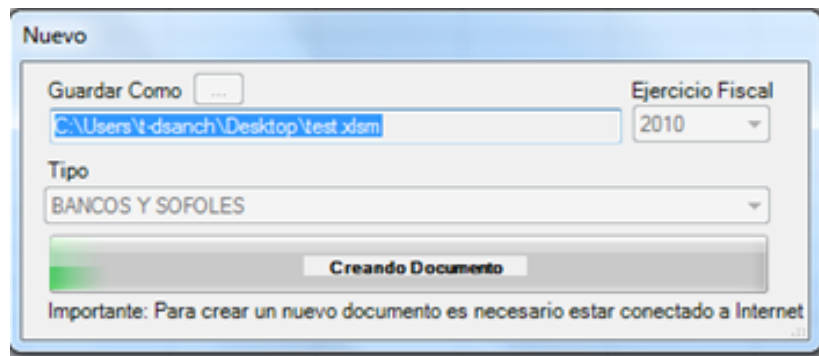 Nuevo
Guardar Como ... Ejercicio Fiscal
C:\Users\t-dsanch\Desktop\test.xlsm 2010
Tipo
BANCOS Y SOFOLES
Creando Documento
Importante: Para crear un nuevo documento es necesario estar conectado a Internet